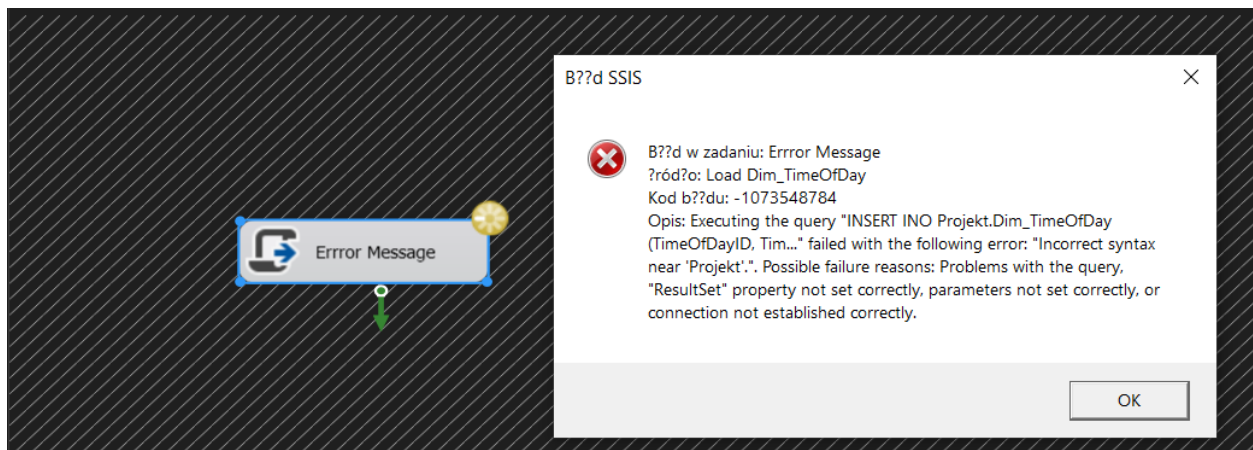 B??d SSIS
B??d w zadaniu: Errror Message
?ród?o: Load Dim_TimeOfDay
Kod b??du: -1073548784
Opis: Executing the query "INSERT INO Projekt.Dim_TimeOfDay
(TimeOfDayID, Tim..." failed with the following error: "Incorrect syntax
near 'Projekt'.". Possible failure reasons: Problems with the query,
"ResultSet" property not set correctly, parameters not set correctly, or
connection not established correctly.
Errror Message
OK